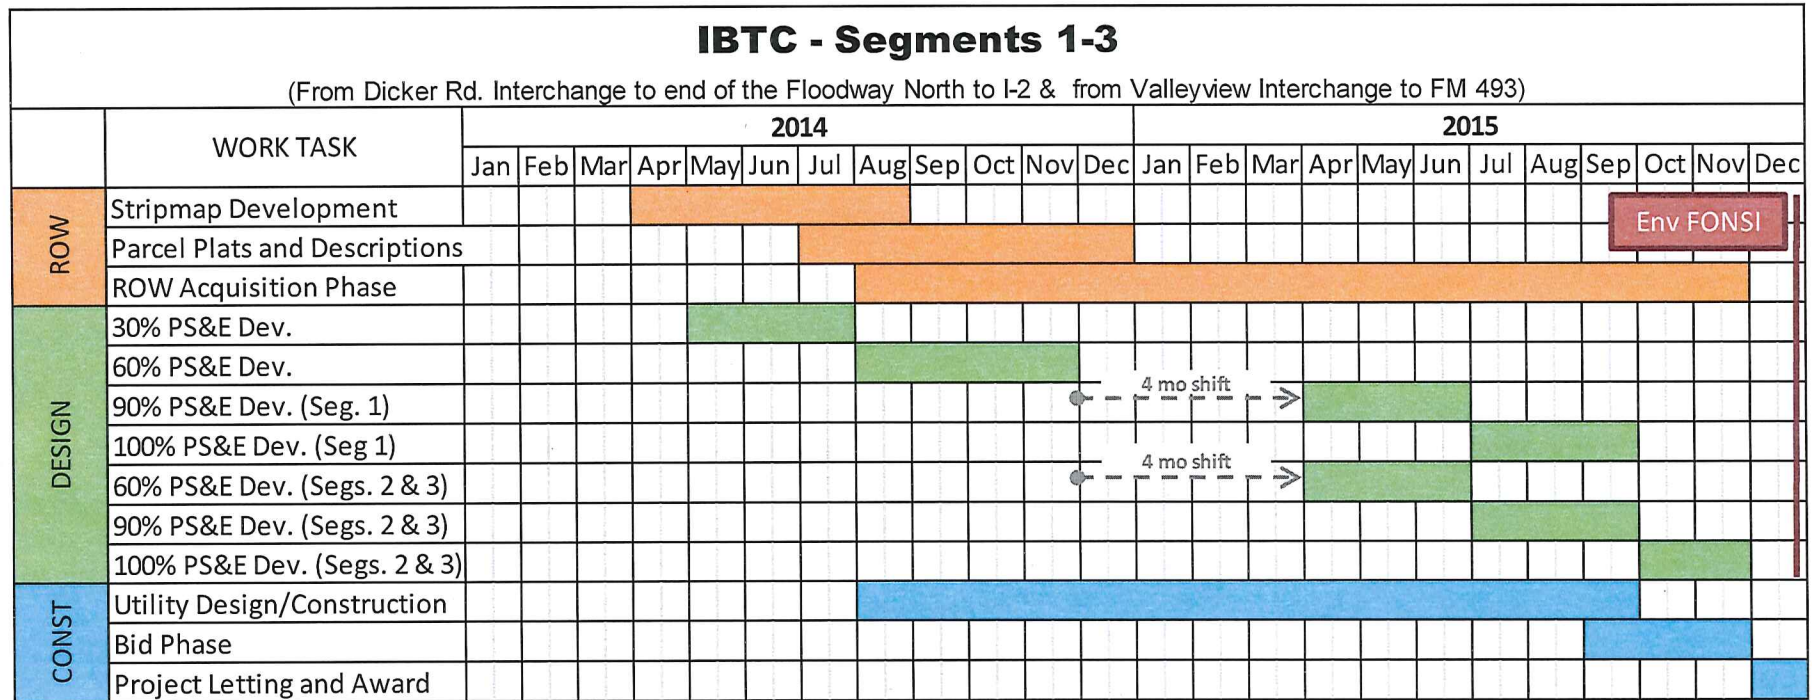 IBTC - Segments 1-3
(From Dicker Rd. Interchange to end of the Floodway North to I-2 & from Valleyview Interchange to FM 493)
WORK TASK
2014
2015
Jan Feb Mar Apr May Jun Jul Aug Sep Oct Nov Dec Jan Feb Mar Apr May Jun Jul Aug Sep Oct Nov Dec
ROW
Stripmap Development
Env FONSI
Parcel Plats and Descriptions
ROW Acquisition Phase
DESIGN
30% PS&E Dev.
60% PS&E Dev.
4 mo shift
90% PS&E Dev. (Seg. 1)
100% PS&E Dev. (Seg 1)
4 mo shift
60% PS&E Dev. (Segs. 2 & 3)
90% PS&E Dev. (Segs. 2 & 3)
100% PS&E Dev. (Segs. 2 & 3)
CONST
Utility Design/Construction
Bid Phase
Project Letting and Award